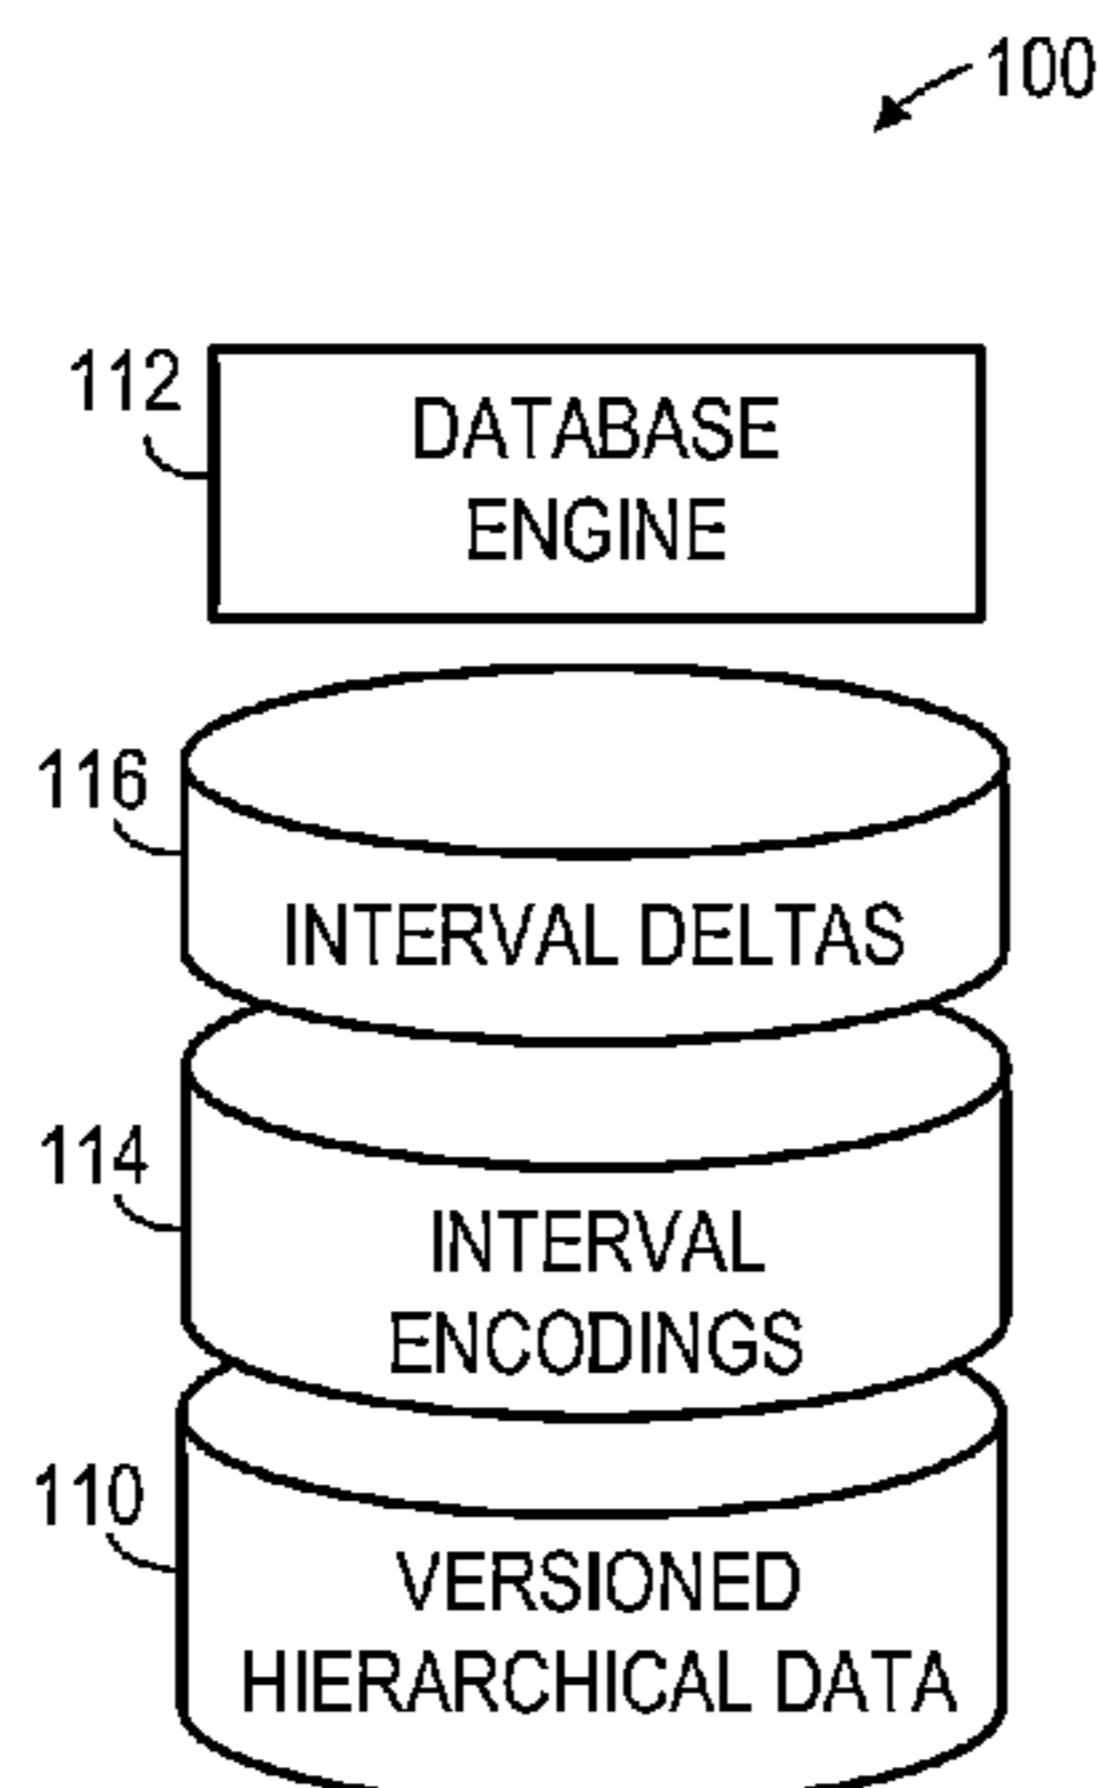 100
112
DATABASE
ENGINE
116
INTERVAL DELTAS
114
INTERVAL
ENCODINGS
110
VERSIONED
HIERARCHICAL DATA